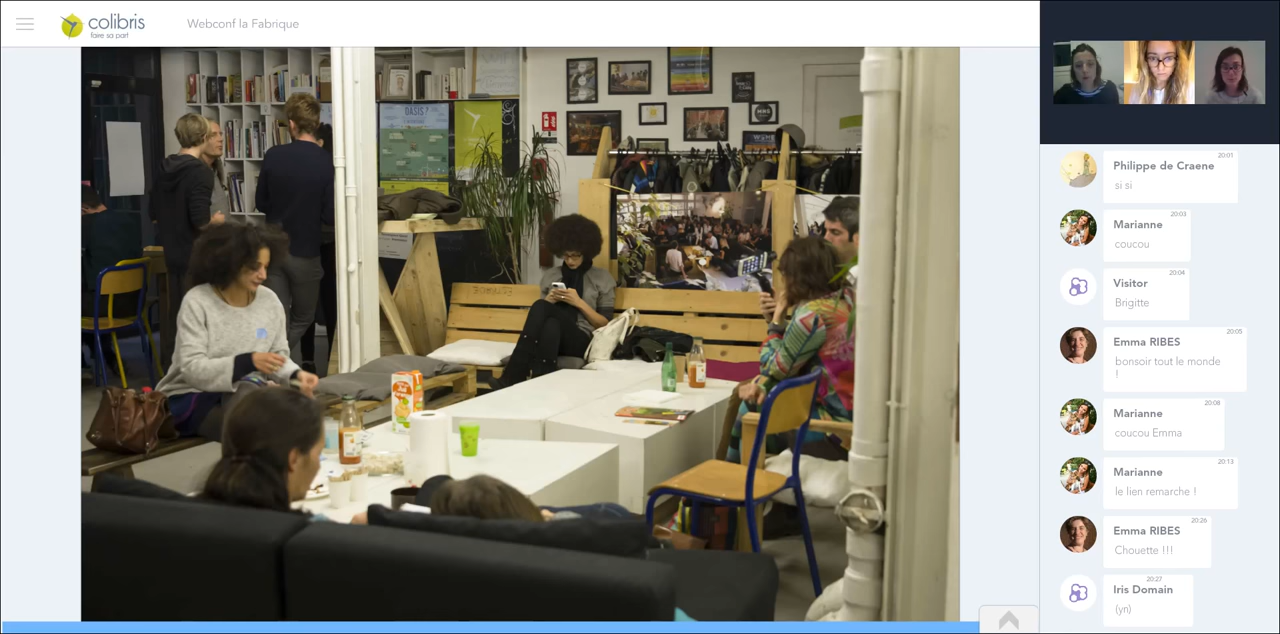 colibris
faire sa part
Webconf la Fabrique
OASIS
20:01
Philippe de Craene
si si
20:03
Marianne
coucou
20:04
Visitor
Brigitte
20:05
Emma RIBES
bonsoir tout le monde
!
20:08
Marianne
coucou Emma
20:13
Marianne
le lien remarche !
20:26
Emma RIBES
Chouette !!!
20:27
Iris Domain
(yn)